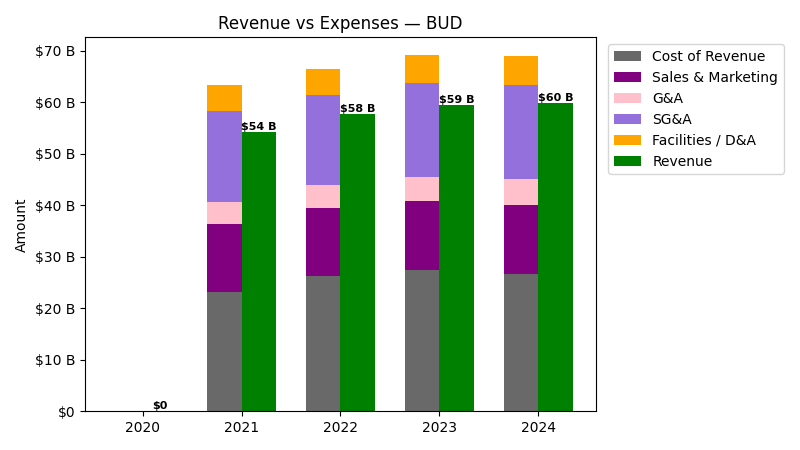 Revenue vs Expenses — BUD
Amount
$70 B
$60 B
$50 B
$40 B
$30 B
$20 B
$10 B
$0
$0
$54 B
$58 B
$59 B
$60 B
2020
2021
2022
2023
2024
Cost of Revenue
Sales & Marketing
G&A
SG&A
Facilities / D&A
Revenue